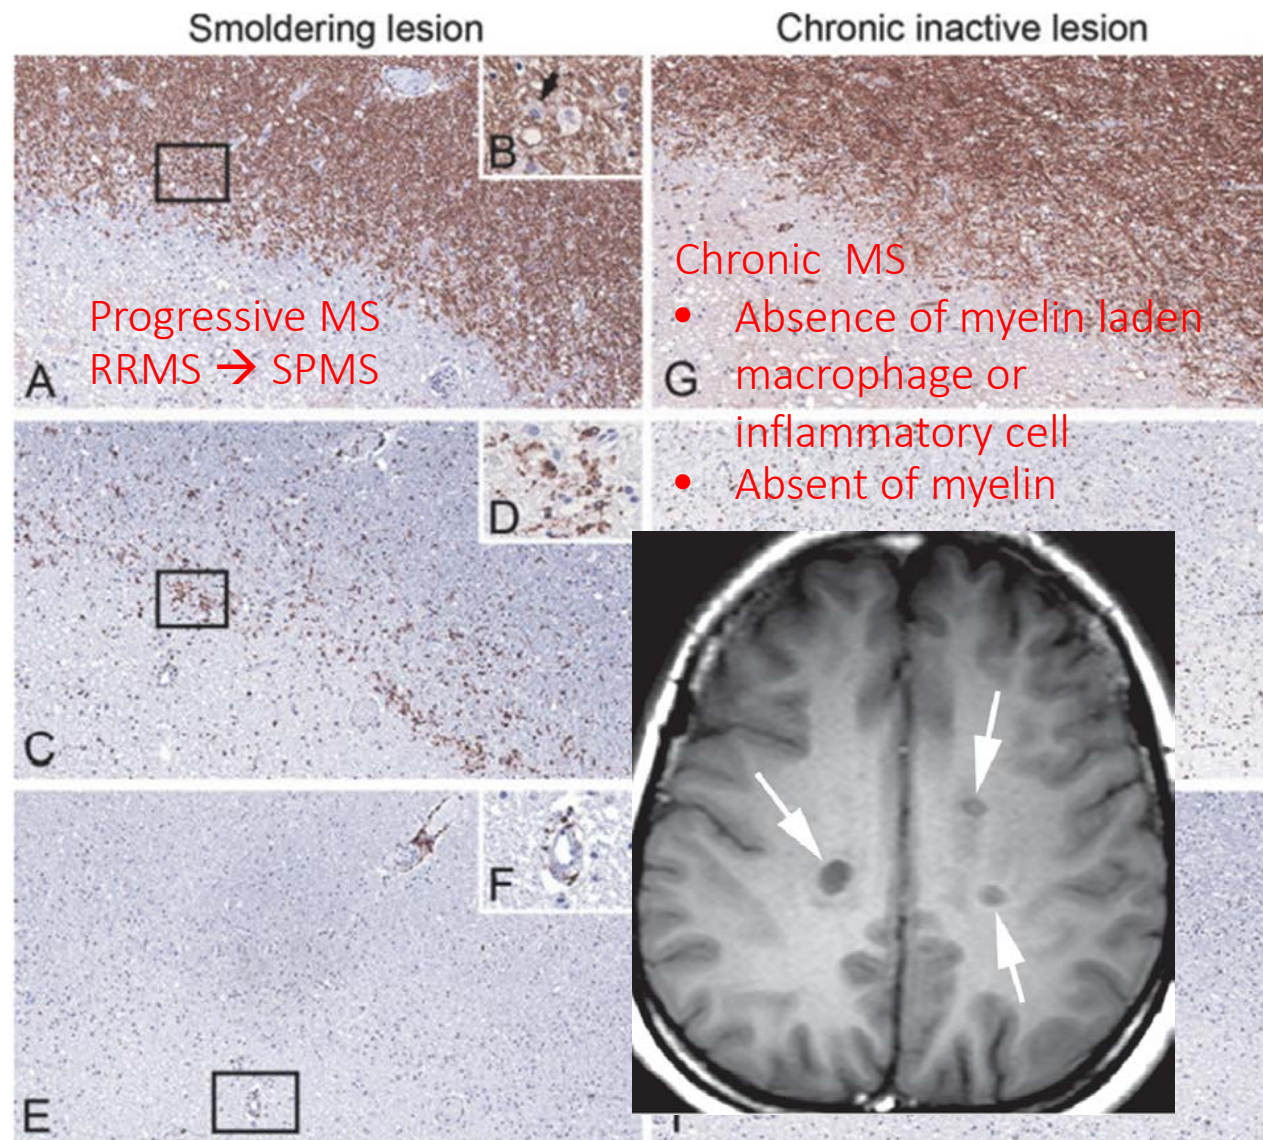 Smoldering lesion
Chronic inactive lesion
B
Progressive MS
RRMS → SPMS
A
Chronic  MS
• Absence of myelin laden
macrophage or
inflammatory cell
• Absent of myelin
G
D
C
F
E